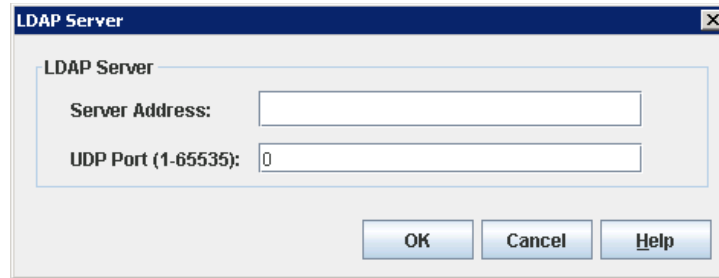 LDAP Server
LDAP Server
Server Address:
UDP Port (1-65535): 0
OK Cancel Help